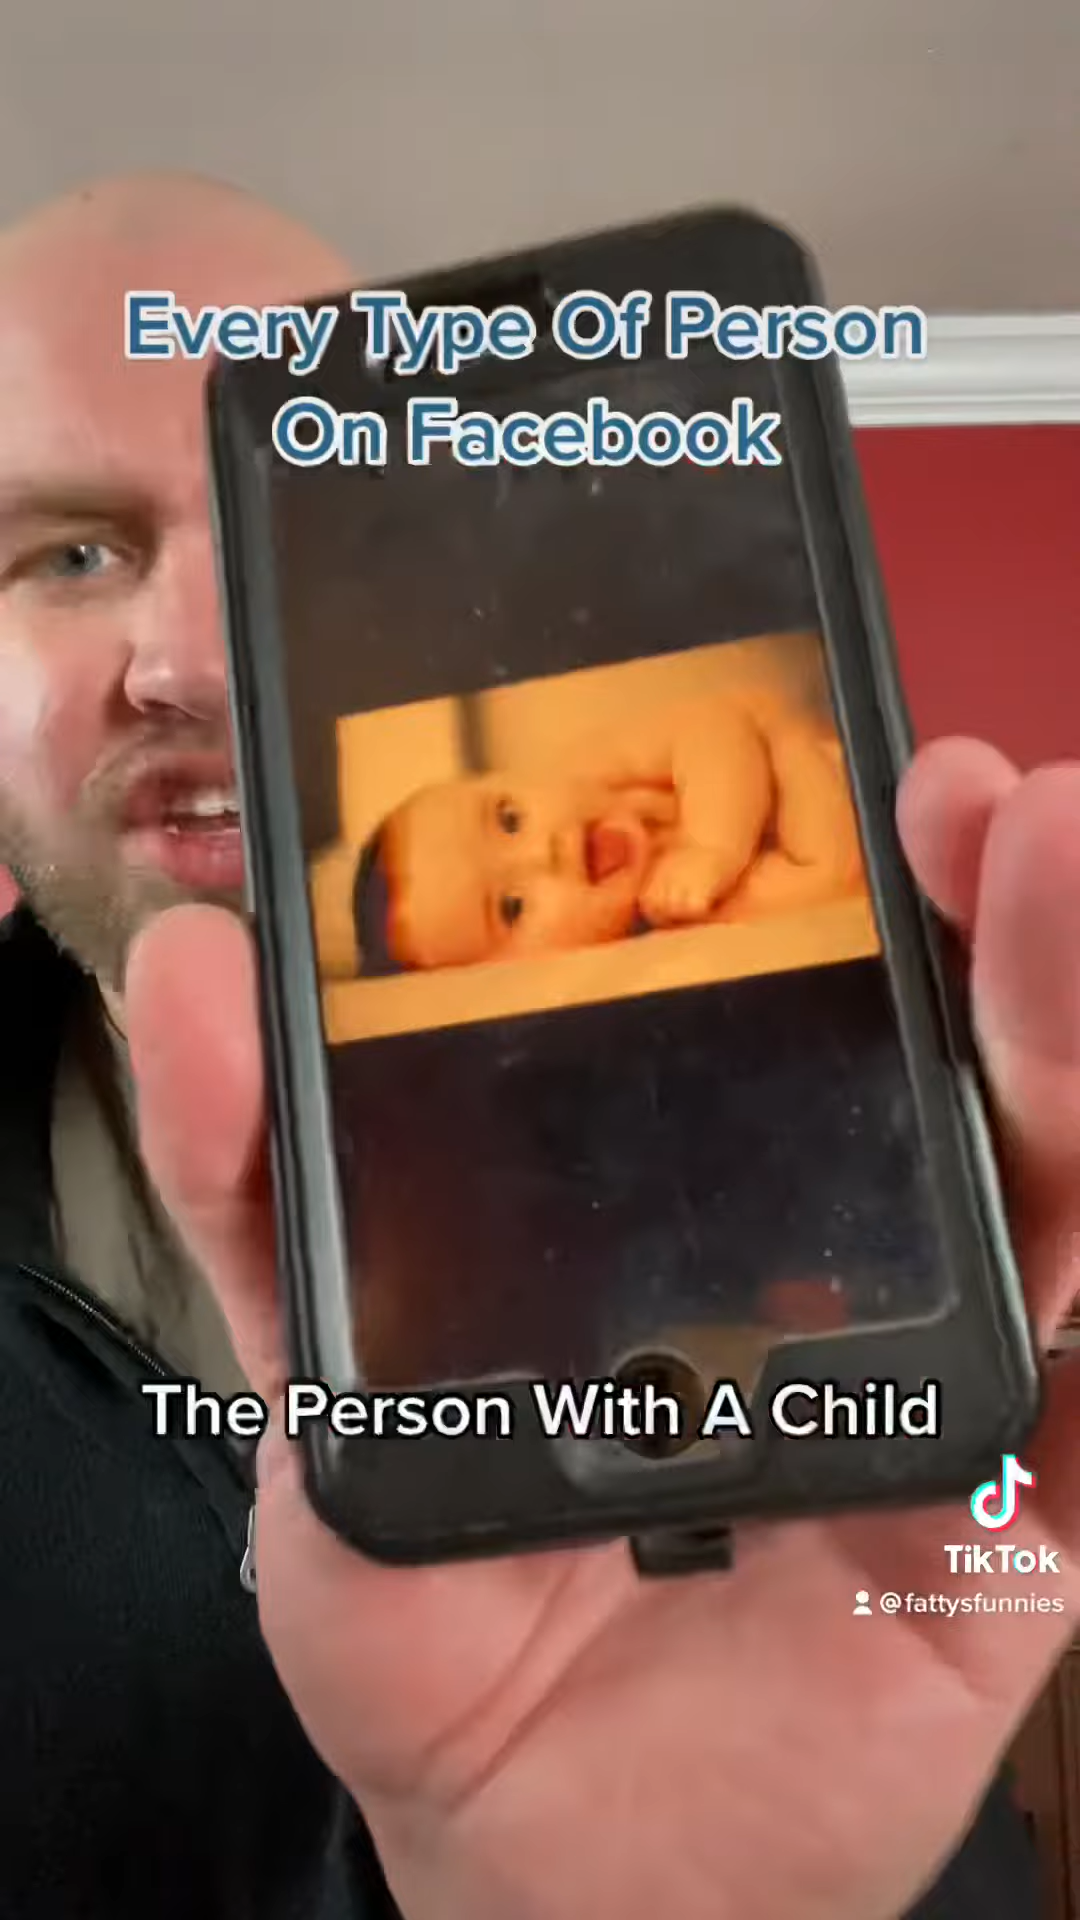 Every Type Of Person
On Facebook
The Person With A Child
TikTok
@fattysfunnies